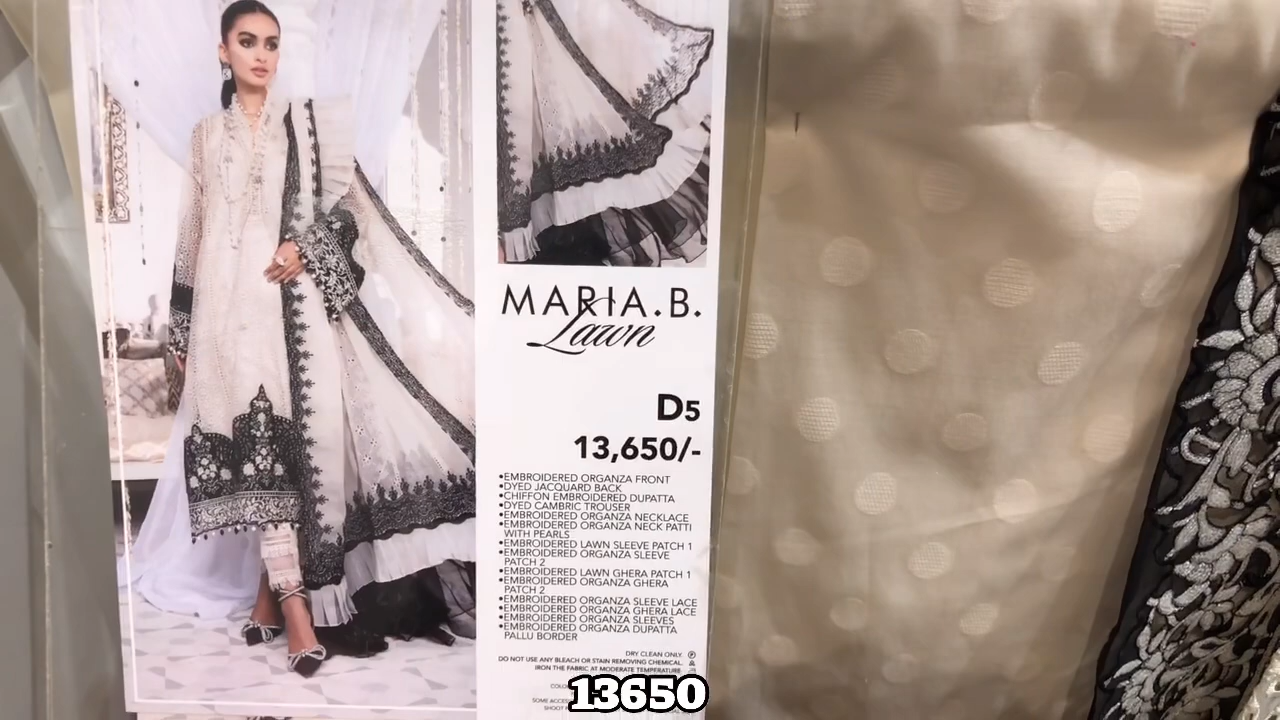 MARIA.B.
Lawn
D5
13,650/-
•EMBROIDERED ORGANZA FRONT
•DYED JACQUARD BACK
•CHIFFON EMBROIDERED DUPATTA
•DYED CAMBRIC TROUSER
•EMBROIDERED ORGANZA NECKLACE
•EMBROIDERED ORGANZA NECK PATTI
WITH PEARLS
•EMBROIDERED LAWN SLEEVE PATCH 1
•EMBROIDERED ORGANZA SLEEVE
PATCH 2
•EMBROIDERED LAWN GHERA PATCH 1
•EMBROIDERED ORGANZA GHERA
PATCH 2
•EMBROIDERED ORGANZA SLEEVE LACE
•EMBROIDERED ORGANZA GHERA LACE
•EMBROIDERED ORGANZA SLEEVES
•EMBROIDERED ORGANZA DUPATTA
PALLU BORDER
DRY CLEAN ONLY.
DO NOT USE ANY BLEACH OR STAIN REMOVING CHEMICAL.
IRON THE FABRIC AT MODERATE TEMPERATURE
SOME
13650